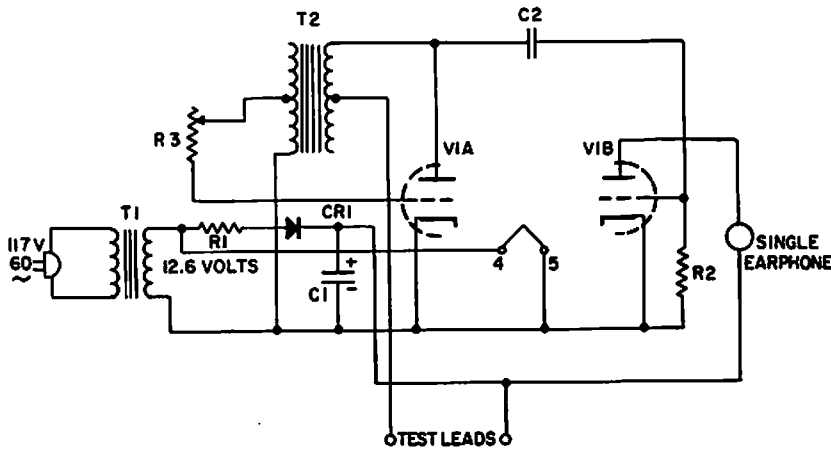 T2
C2
R3
V1A
V1B
T1
CR1
117V
60
~
R1
12.6 VOLTS
4
5
R2
SINGLE
EARPHONE
+
C1
-
TEST LEADS